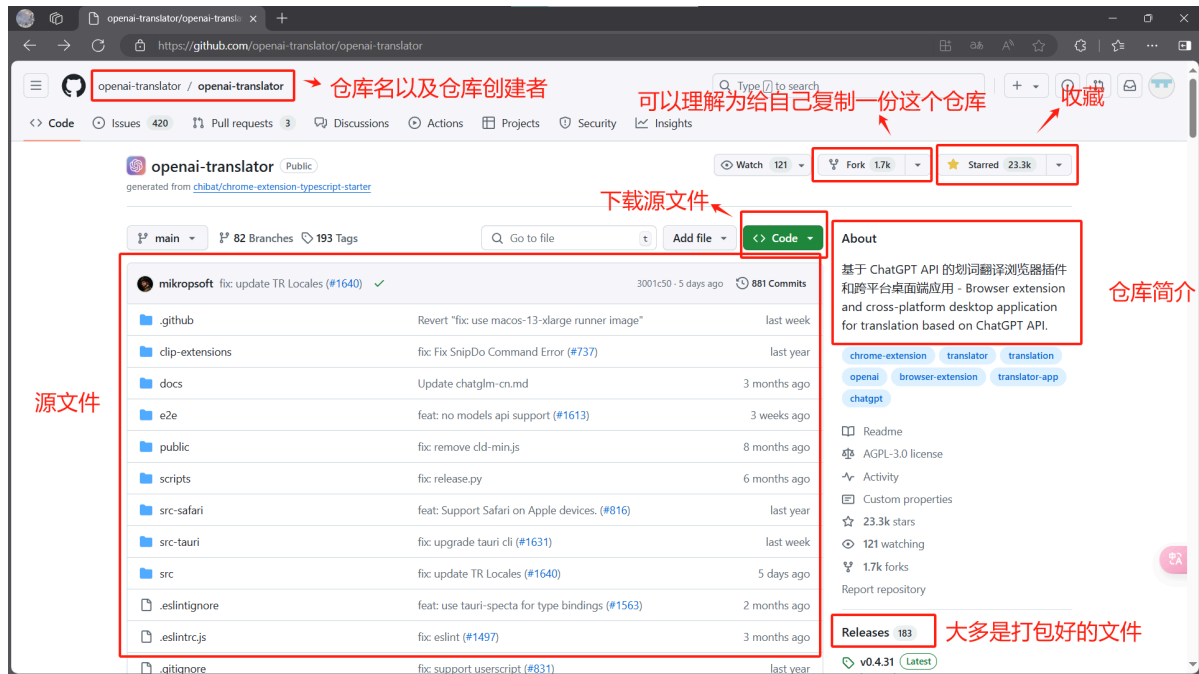 openai-translator/openai-transla
https://github.com/openai-translator/openai-translator
openai-translator / openai-translator
仓库名以及仓库创建者
Type / to search
可以理解为给自己复制一份这个仓库
收藏
Code
Issues 420
Pull requests 3
Discussions
Actions
Projects
Security
Insights
openai-translator Public
generated from chibat/chrome-extension-typescript-starter
Watch 121
Fork 1.7k
Starred 23.3k
下载源文件
main
82 Branches
193 Tags
Go to file t
Add file
Code
About
基于 ChatGPT API 的划词翻译浏览器插件
和跨平台桌面端应用 - Browser extension
and cross-platform desktop application
for translation based on ChatGPT API.
仓库简介
chrome-extension translator translation
openai browser-extension translator-app
chatgpt
源文件
mikropsoft fix: update TR Locales (#1640) 3001c50 · 5 days ago 881 Commits
.github Revert "fix: use macos-13-xlarge runner image" last week
clip-extensions fix: Fix SnipDo Command Error (#737) last year
docs Update chatglm-cn.md 3 months ago
e2e feat: no models api support (#1613) 3 weeks ago
public fix: remove cld-min.js 8 months ago
scripts fix: release.py 6 months ago
src-safari feat: Support Safari on Apple devices. (#816) last year
src-tauri fix: upgrade tauri cli (#1631) last week
src fix: update TR Locales (#1640) 5 days ago
.eslintignore feat: use tauri-specta for type bindings (#1563) 2 months ago
.eslintrc.js fix: eslint (#1497) 3 months ago
.gitignore fix: support userscript (#831) last year
Readme
AGPL-3.0 license
Activity
Custom properties
23.3k stars
121 watching
1.7k forks
Report repository
Releases 183
大多是打包好的文件
v0.4.31 Latest